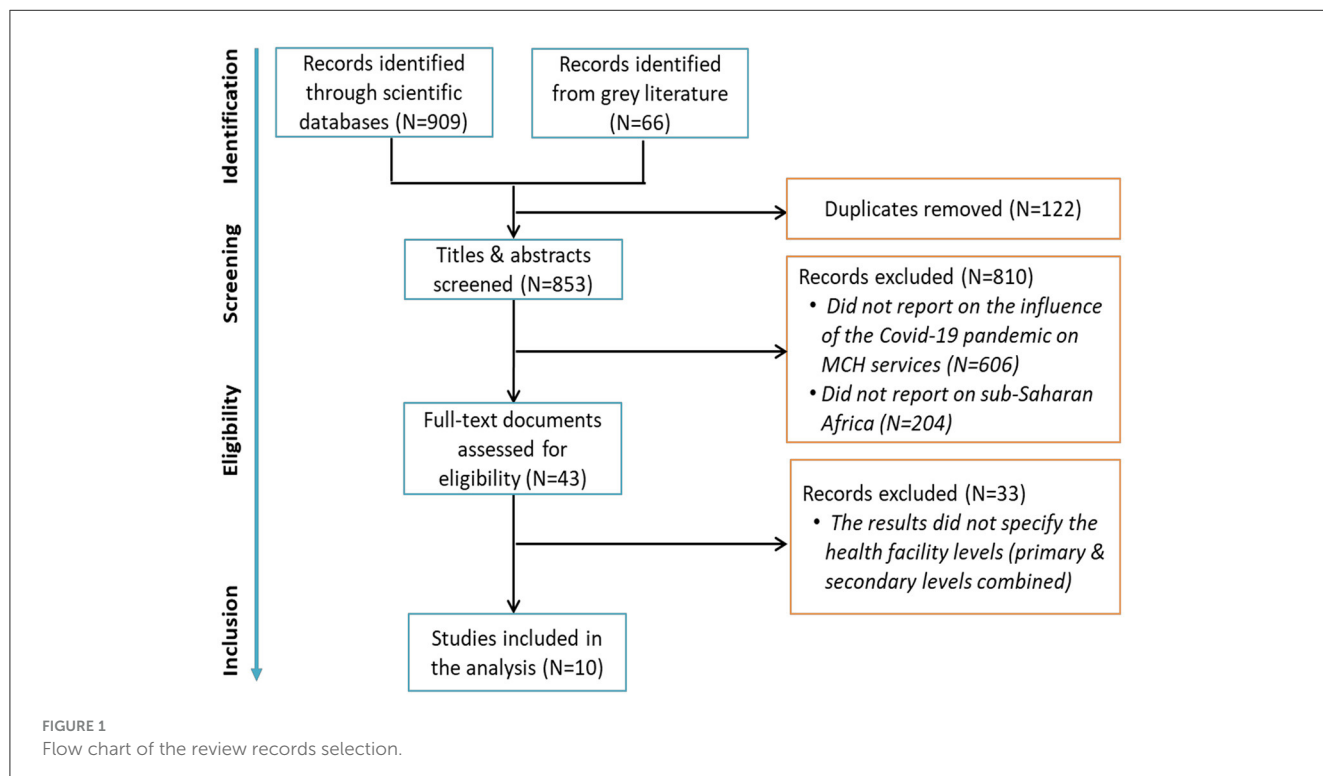 Identification
Records identified
through scientific
databases (N=909)
Records identified
from grey literature
(N=66)
Duplicates removed (N=122)
Screening
Titles & abstracts
screened (N=853)
Records excluded (N=810)
• Did not report on the influence
of the Covid-19 pandemic on
MCH services (N=606)
• Did not report on sub-Saharan
Africa (N=204)
Eligibility
Full-text documents
assessed for
eligibility (N=43)
Records excluded (N=33)
• The results did not specify the
health facility levels (primary &
secondary levels combined)
Inclusion
Studies included in
the analysis (N=10)
FIGURE 1
Flow chart of the review records selection.